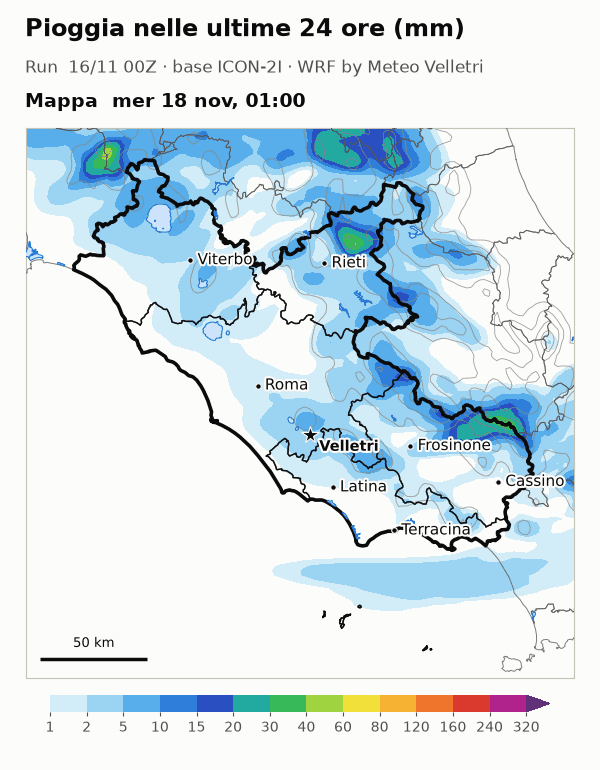 Pioggia nelle ultime 24 ore (mm)
Run 16/11 00Z · base ICON-2I · WRF by Meteo Velletri
Mappa mer 18 nov, 01:00
Viterbo
Rieti
Roma
Velletri
Frosinone
Latina
Cassino
Terracina
50 km
1 2 5 10 15 20 30 40 60 80 120 160 240 320